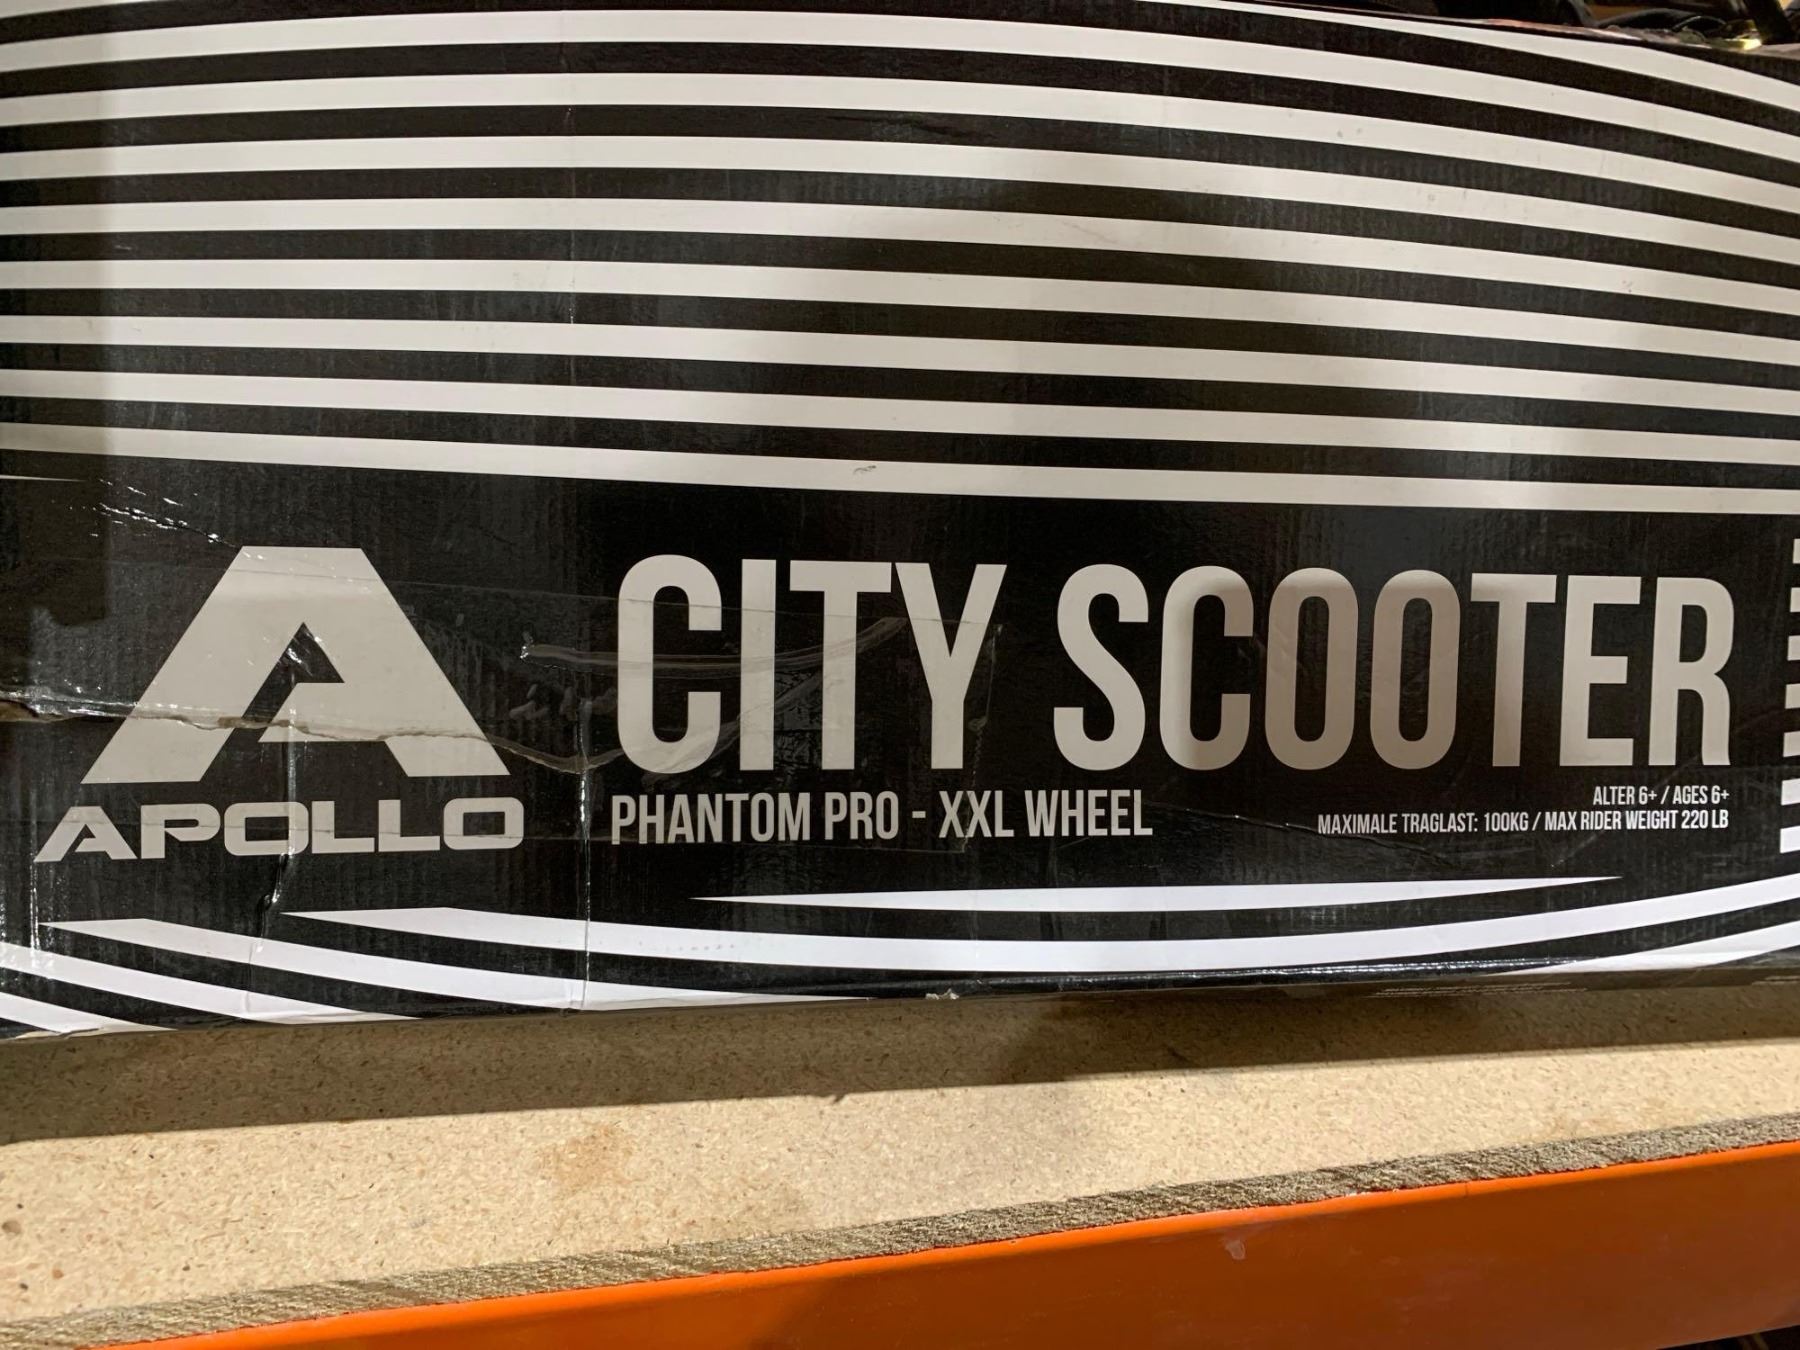 APOLLO
CITY SCOOTER
PHANTOM PRO - XXL WHEEL
ALTER 6+ / AGES 6+
MAXIMALE TRAGLAST: 100KG / MAX RIDER WEIGHT 220 LB